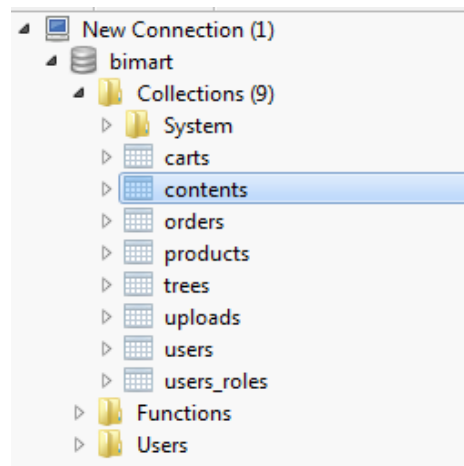 New Connection (1)
bimart
Collections (9)
System
carts
contents
orders
products
trees
uploads
users
users_roles
Functions
Users